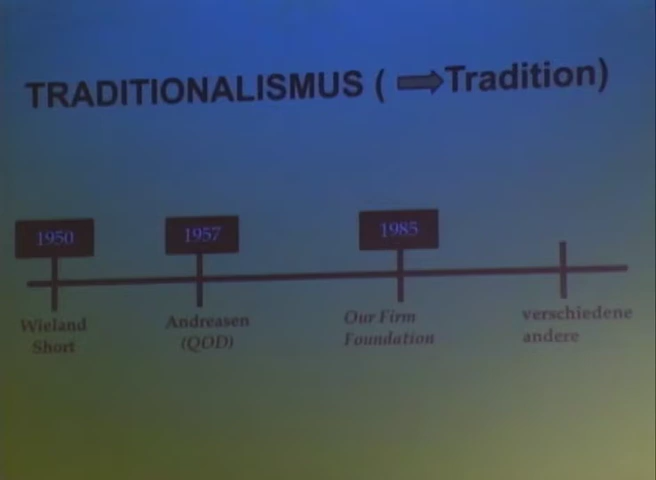 TRADITIONALISMUS ( Tradition)
1950
1957
1985
Wieland
Short
Andreasen
(QOD)
Our Firm
Foundation
verschiedene
andere